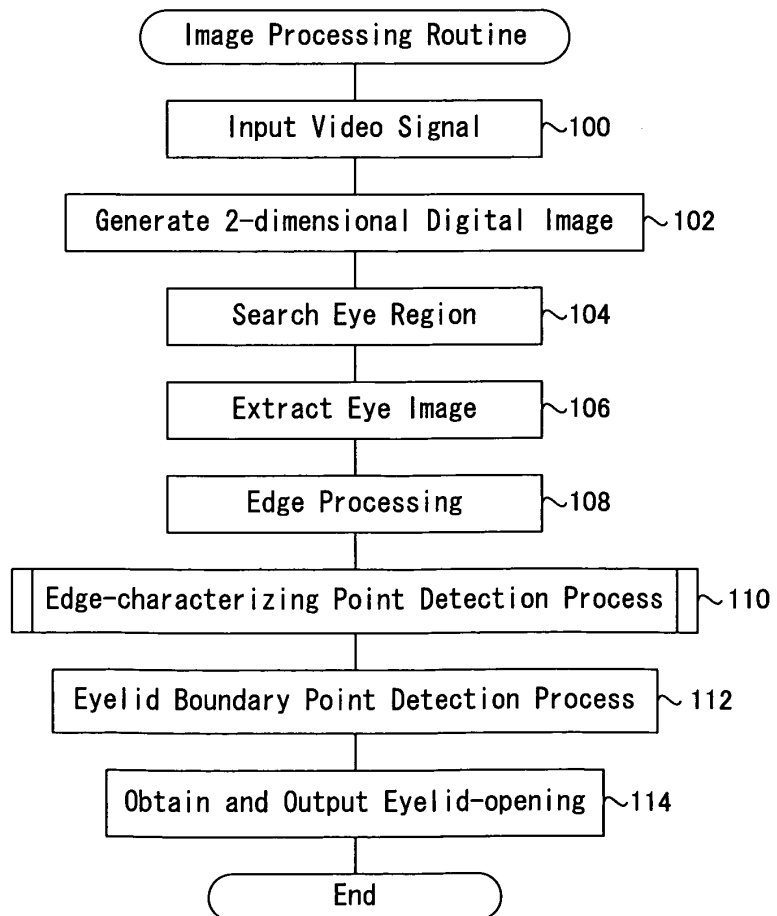 Image Processing Routine
Input Video Signal 100
Generate 2-dimensional Digital Image 102
Search Eye Region 104
Extract Eye Image 106
Edge Processing 108
Edge-characterizing Point Detection Process 110
Eyelid Boundary Point Detection Process 112
Obtain and Output Eyelid-opening 114
End